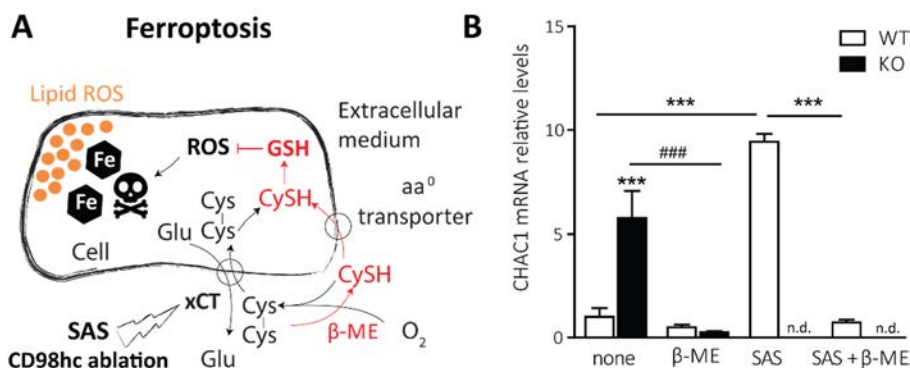 A
Ferroptosis
Lipid ROS
Extracellular
medium
ROS
GSH
Fe
Fe
CySH
aa⁰
transporter
Cys
Cys
Glu
Cell
CySH
xCT
Cys
Cys
SAS
CD98hc ablation
β-ME
O₂
Glu
B
CHAC1 mRNA relative levels
15
10
5
0
WT
KO
***
***
###
***
n.d.
n.d.
none
β-ME
SAS
SAS + β-ME